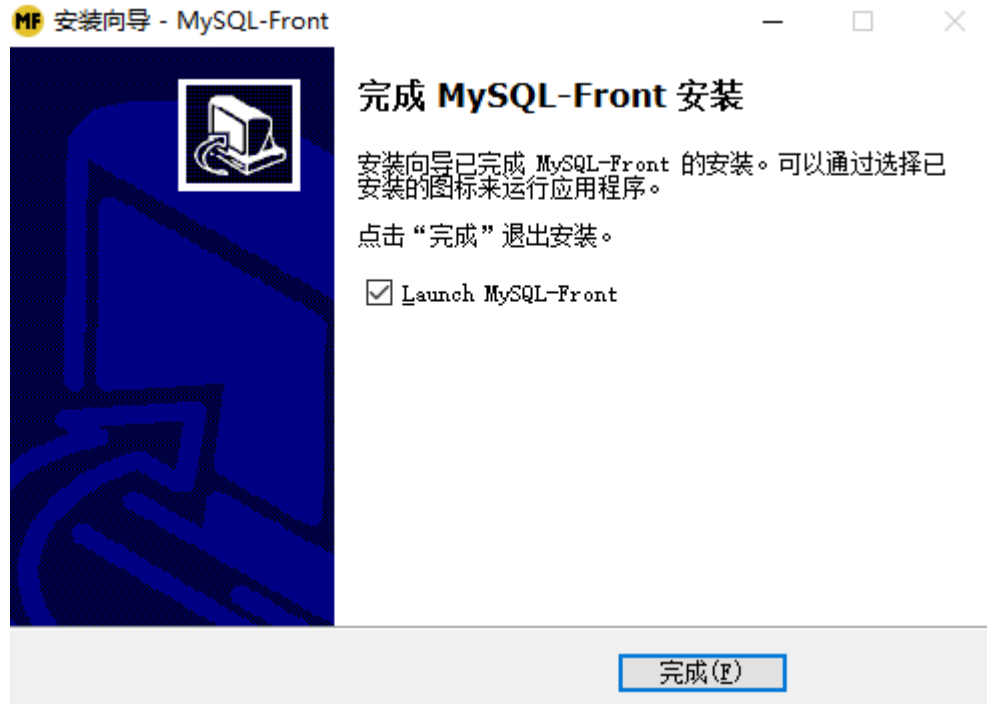 MF 安装向导 - MySQL-Front
完成 MySQL-Front 安装
安装向导已完成 MySQL-Front 的安装。可以通过选择已
安装的图标来运行应用程序。
点击“完成”退出安装。
Launch MySQL-Front
完成(F)